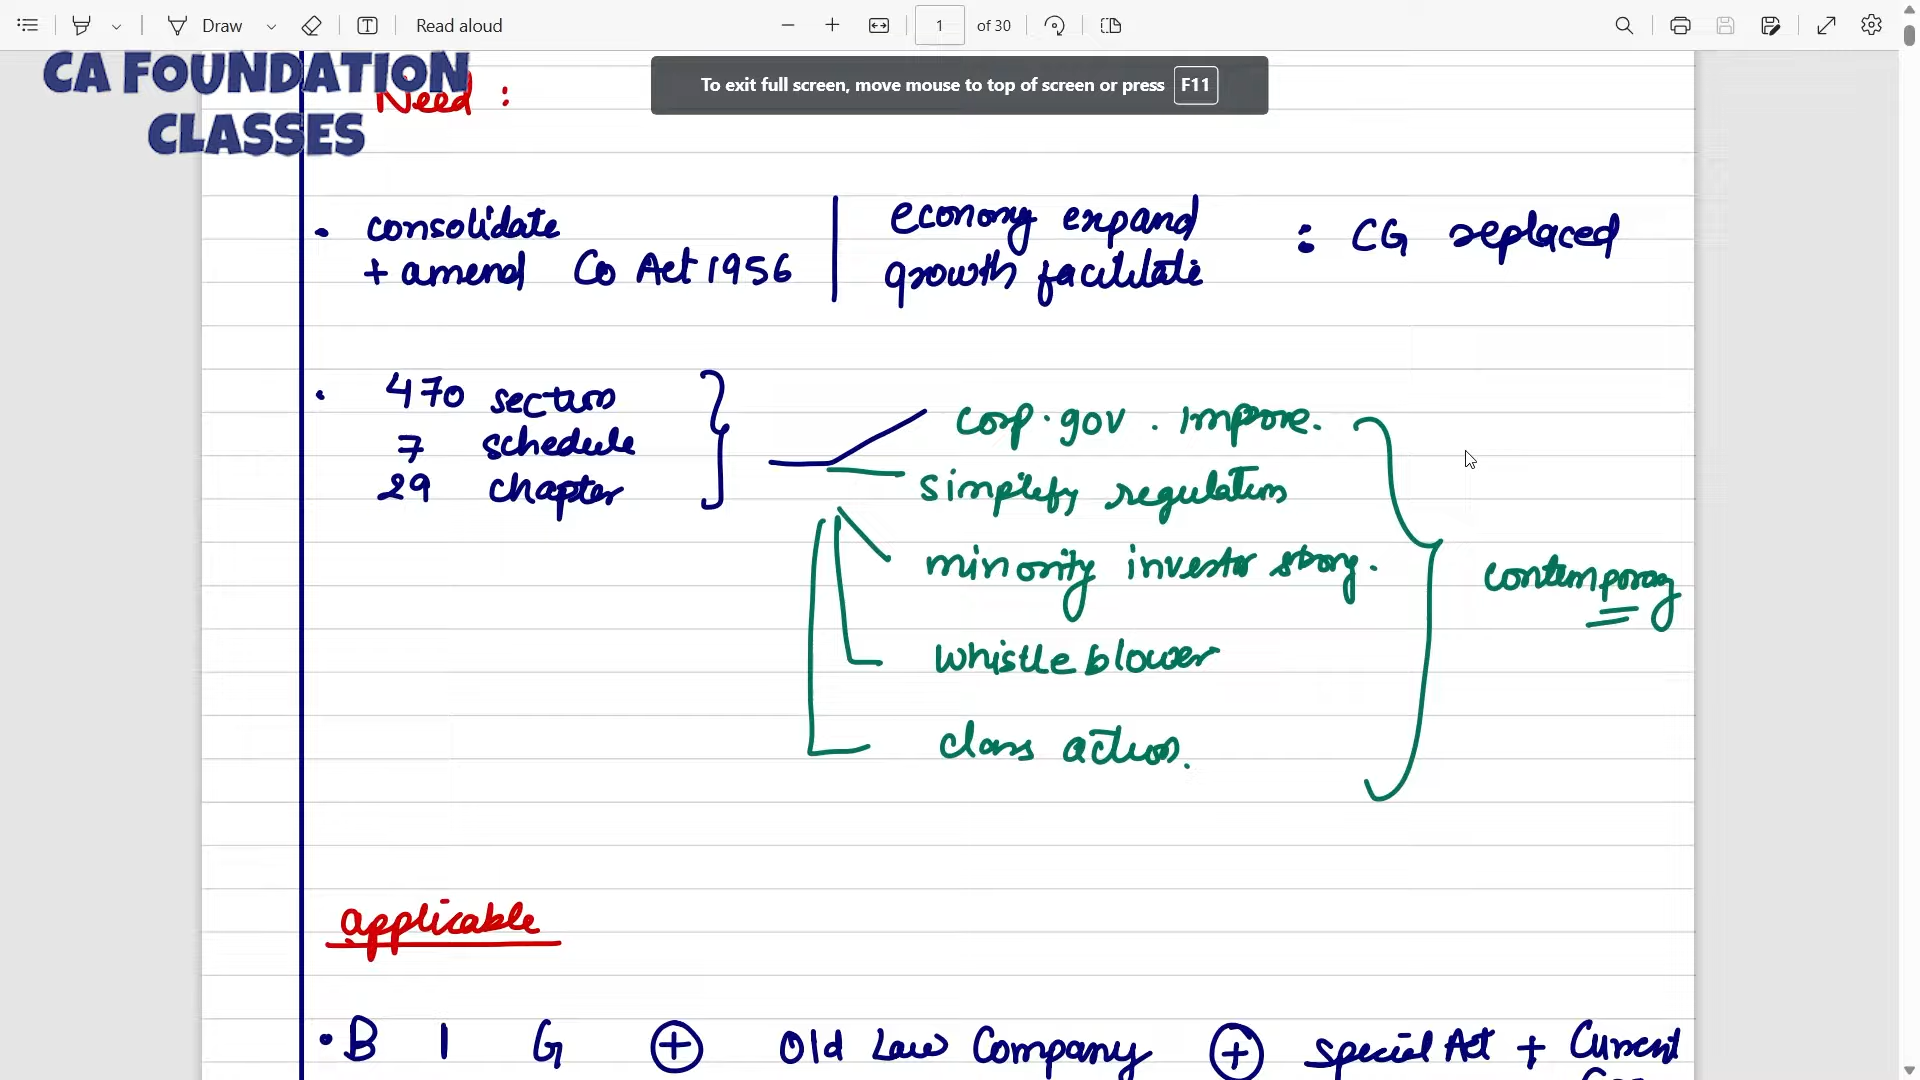 Draw
Read aloud
1 of 30
To exit full screen, move mouse to top of screen or press F11
CA FOUNDATION
CLASSES
Need :
• consolidate
+ amend Co Act 1956
economy expand
growth facilitate
: CG replaced
• 470 section
7 schedule
29 chapter
corp. gov. improve.
simplify regulations
minority investor strong.
whistle blower
class action.
contemporary
applicable
• B I G + Old Law Company + special Act + Current